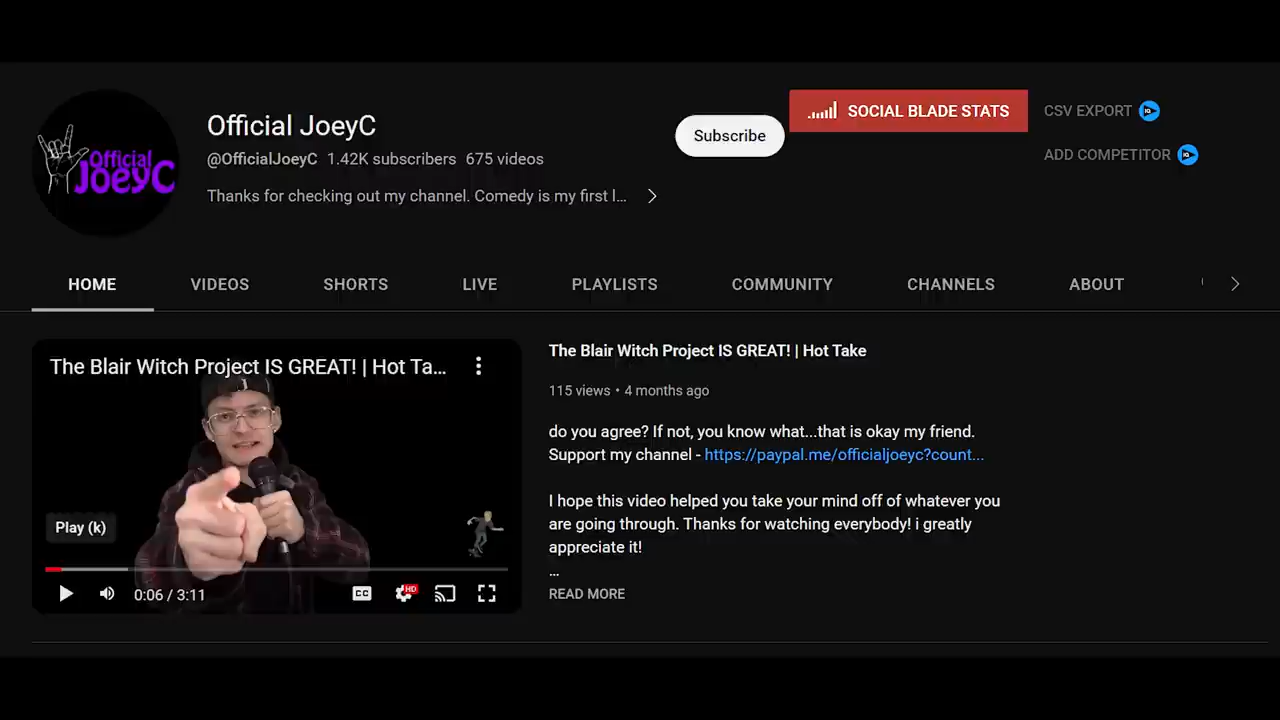 Official JoeyC
Official
JoeyC
@OfficialJoeyC 1.42K subscribers 675 videos
Thanks for checking out my channel. Comedy is my first l...
Subscribe
SOCIAL BLADE STATS
CSV EXPORT
ADD COMPETITOR
HOME VIDEOS SHORTS LIVE PLAYLISTS COMMUNITY CHANNELS ABOUT
The Blair Witch Project IS GREAT! | Hot Ta...
Play (k)
0:06 / 3:11
CC
HD
The Blair Witch Project IS GREAT! | Hot Take
115 views • 4 months ago
do you agree? If not, you know what...that is okay my friend.
Support my channel - https://paypal.me/officialjoeyc?count...
I hope this video helped you take your mind off of whatever you
are going through. Thanks for watching everybody! i greatly
appreciate it!
...
READ MORE